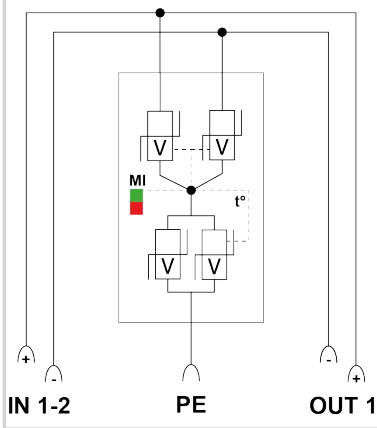 V V
MI
t°
V V
+ - - +
IN 1-2 PE OUT 1